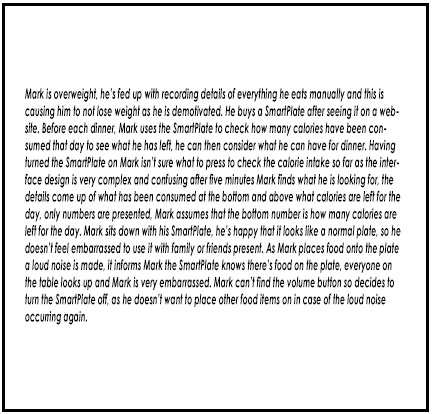 Mark is overweight, he's fed up with recording details of everything he eats manually and this is
causing him to not lose weight as he is demotivated. He buys a SmartPlate after seeing it on a web-
site. Before each dinner, Mark uses the SmartPlate to check how many calories have been con-
sumed that day to see what he has left, he can then consider what he can have for dinner. Having
turned the SmartPlate on Mark isn't sure what to press to check the calorie intake so far as the inter-
face design is very complex and confusing after five minutes Mark finds what he is looking for, the
details come up of what has been consumed at the bottom and above what calories are left for the
day, only numbers are presented, Mark assumes that the bottom number is how many calories are
left for the day. Mark sits down with his SmartPlate, he's happy that it looks like a normal plate, so he
doesn't feel embarrassed to use it with family or friends present. As Mark places food onto the plate
a loud noise is made, it informs Mark the SmartPlate knows there's food on the plate, everyone on
the table looks up and Mark is very embarrassed. Mark can't find the volume button so decides to
turn the SmartPlate off, as he doesn't want to place other food items on in case of the loud noise
occurring again.